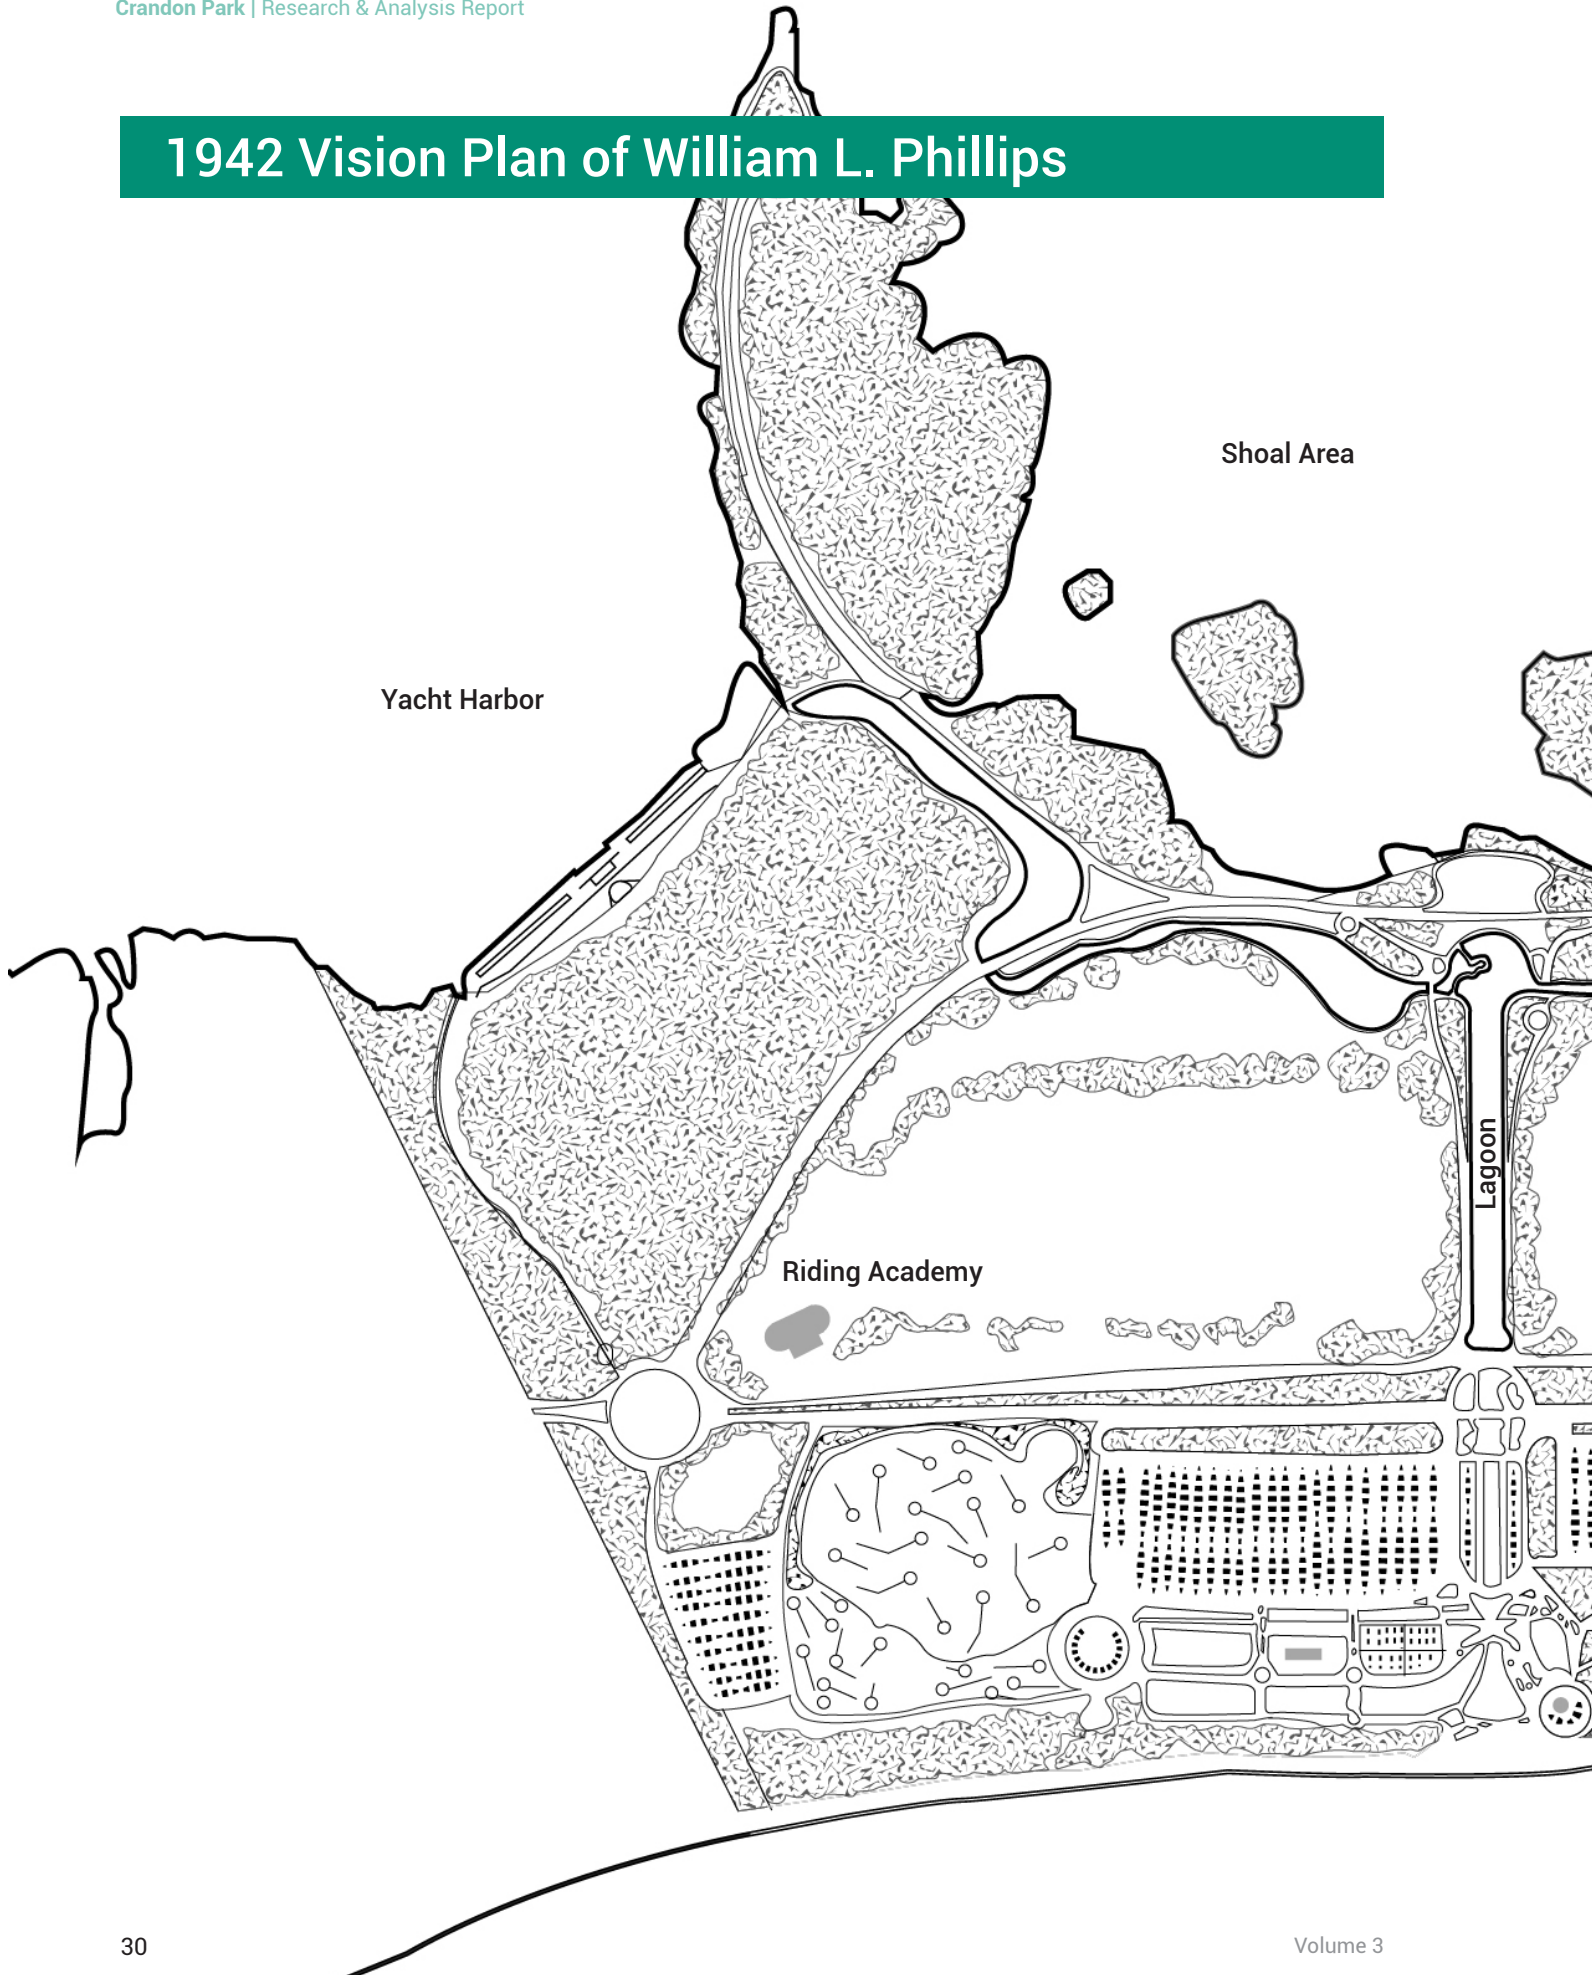 Crandon Park | Research & Analysis Report
1942 Vision Plan of William L. Phillips
Shoal Area
Yacht Harbor
Lagoon
Riding Academy
30
Volume 3